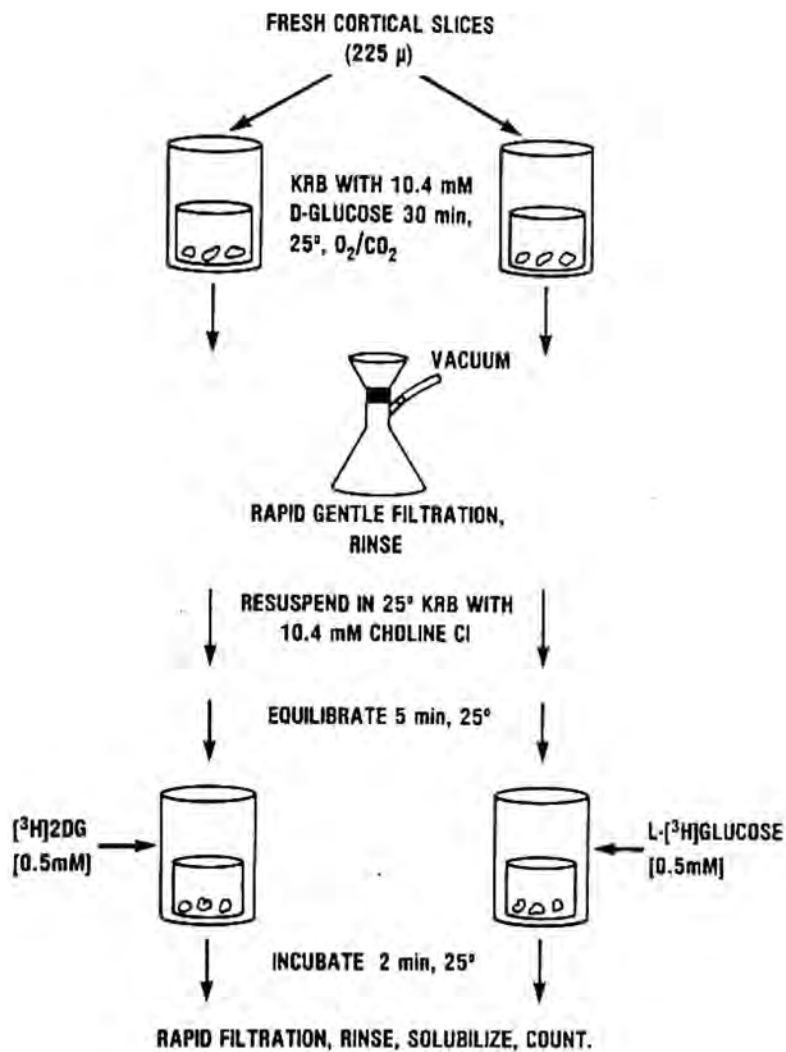 FRESH CORTICAL SLICES
(225 µ)
KRB WITH 10.4 mM
D-GLUCOSE 30 min,
25°, O₂/CO₂
VACUUM
RAPID GENTLE FILTRATION,
RINSE
RESUSPEND IN 25° KRB WITH
10.4 mM CHOLINE Cl
EQUILIBRATE 5 min, 25°
[³H]2DG
[0.5mM]
L-[³H]GLUCOSE
[0.5mM]
INCUBATE 2 min, 25°
RAPID FILTRATION, RINSE, SOLUBILIZE, COUNT.